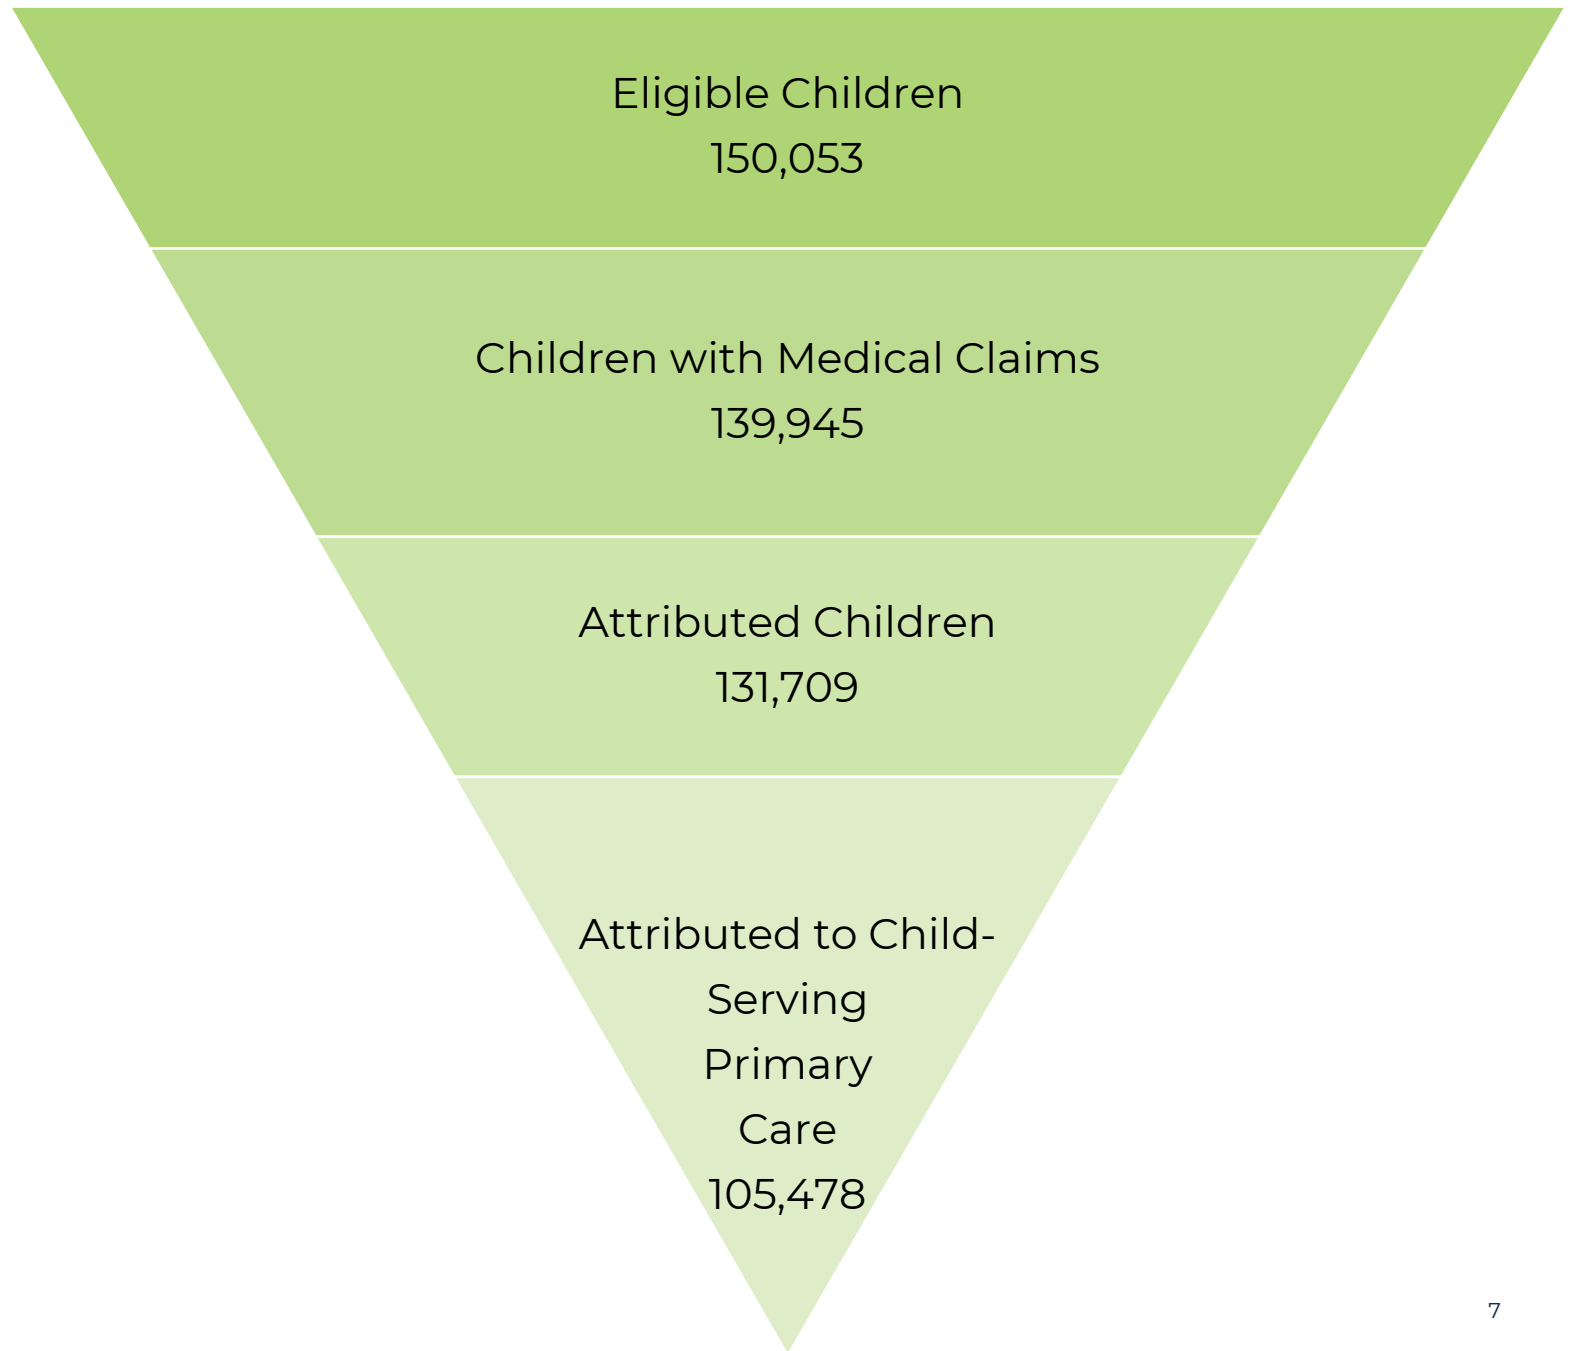 Eligible Children
150,053
Children with Medical Claims
139,945
Attributed Children
131,709
Attributed to Child-
Serving
Primary
Care
105,478
7